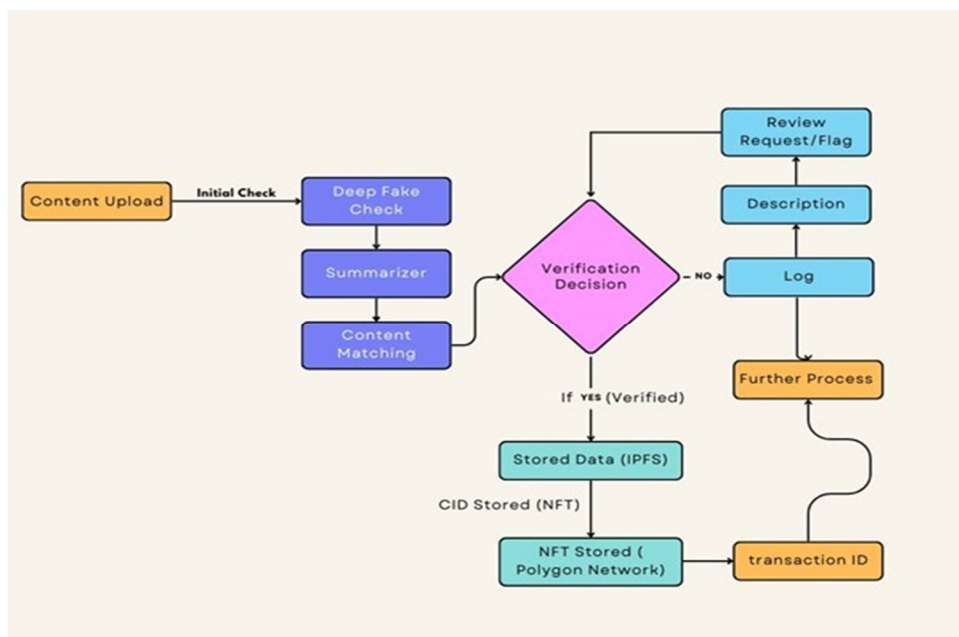 Content Upload
Initial Check
Deep Fake
Check
Summarizer
Content
Matching
Verification
Decision
NO
Log
Description
Review
Request/Flag
Further Process
If YES (Verified)
Stored Data (IPFS)
CID Stored (NFT)
NFT Stored (
Polygon Network)
transaction ID